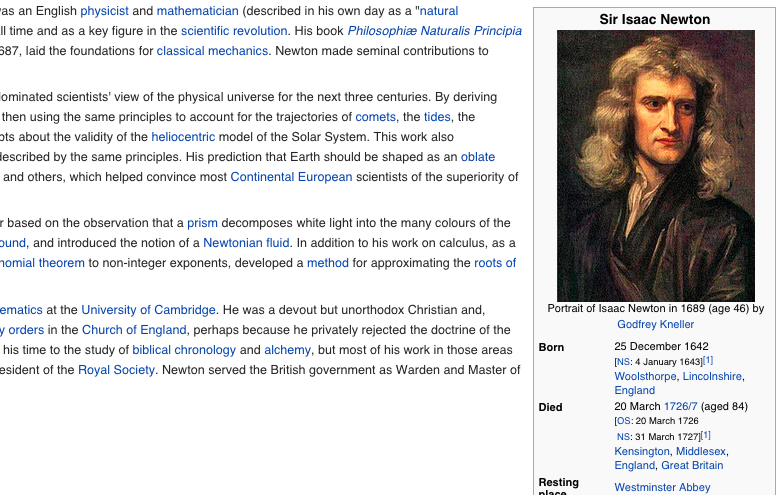 as an English physicist and mathematician (described in his own day as a "natural
ll time and as a key figure in the scientific revolution. His book Philosophiæ Naturalis Principia
687, laid the foundations for classical mechanics. Newton made seminal contributions to
dominated scientists' view of the physical universe for the next three centuries. By deriving
then using the same principles to account for the trajectories of comets, the tides, the
bts about the validity of the heliocentric model of the Solar System. This work also
described by the same principles. His prediction that Earth should be shaped as an oblate
and others, which helped convince most Continental European scientists of the superiority of
r based on the observation that a prism decomposes white light into the many colours of the
ound, and introduced the notion of a Newtonian fluid. In addition to his work on calculus, as a
nomial theorem to non-integer exponents, developed a method for approximating the roots of
ematics at the University of Cambridge. He was a devout but unorthodox Christian and,
y orders in the Church of England, perhaps because he privately rejected the doctrine of the
his time to the study of biblical chronology and alchemy, but most of his work in those areas
esident of the Royal Society. Newton served the British government as Warden and Master of
Sir Isaac Newton
Portrait of Isaac Newton in 1689 (age 46) by
Godfrey Kneller
Born 25 December 1642
[NS: 4 January 1643][1]
Woolsthorpe, Lincolnshire,
England
Died 20 March 1726/7 (aged 84)
[OS: 20 March 1726
NS: 31 March 1727][1]
Kensington, Middlesex,
England, Great Britain
Resting Westminster Abbey
place